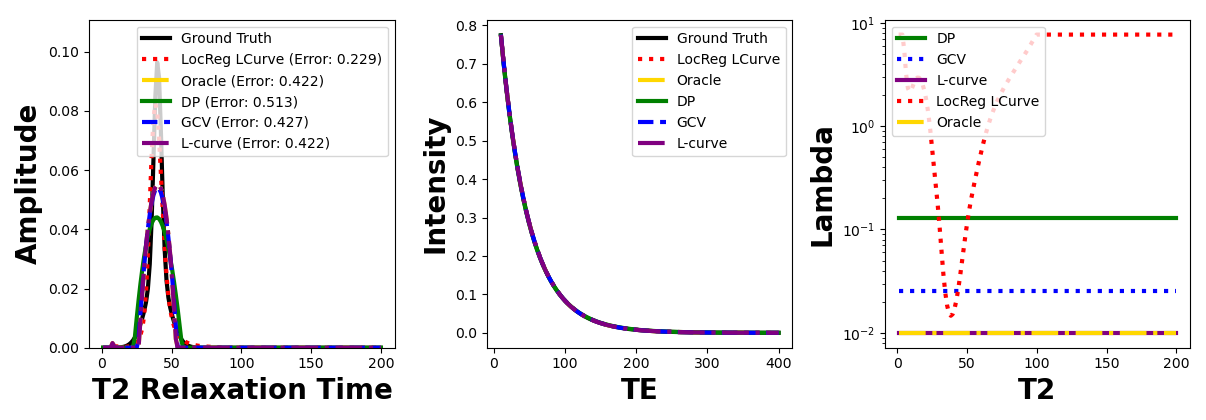 Amplitude
0.10
0.08
0.06
0.04
0.02
0.00
Ground Truth
LocReg LCurve (Error: 0.229)
Oracle (Error: 0.422)
DP (Error: 0.513)
GCV (Error: 0.427)
L-curve (Error: 0.422)
0 50 100 150 200
T2 Relaxation Time
Intensity
0.8
0.7
0.6
0.5
0.4
0.3
0.2
0.1
0.0
Ground Truth
LocReg LCurve
Oracle
DP
GCV
L-curve
0 100 200 300 400
TE
Lambda
10¹
10⁰
10⁻¹
10⁻²
DP
GCV
L-curve
LocReg LCurve
Oracle
0 50 100 150 200
T2